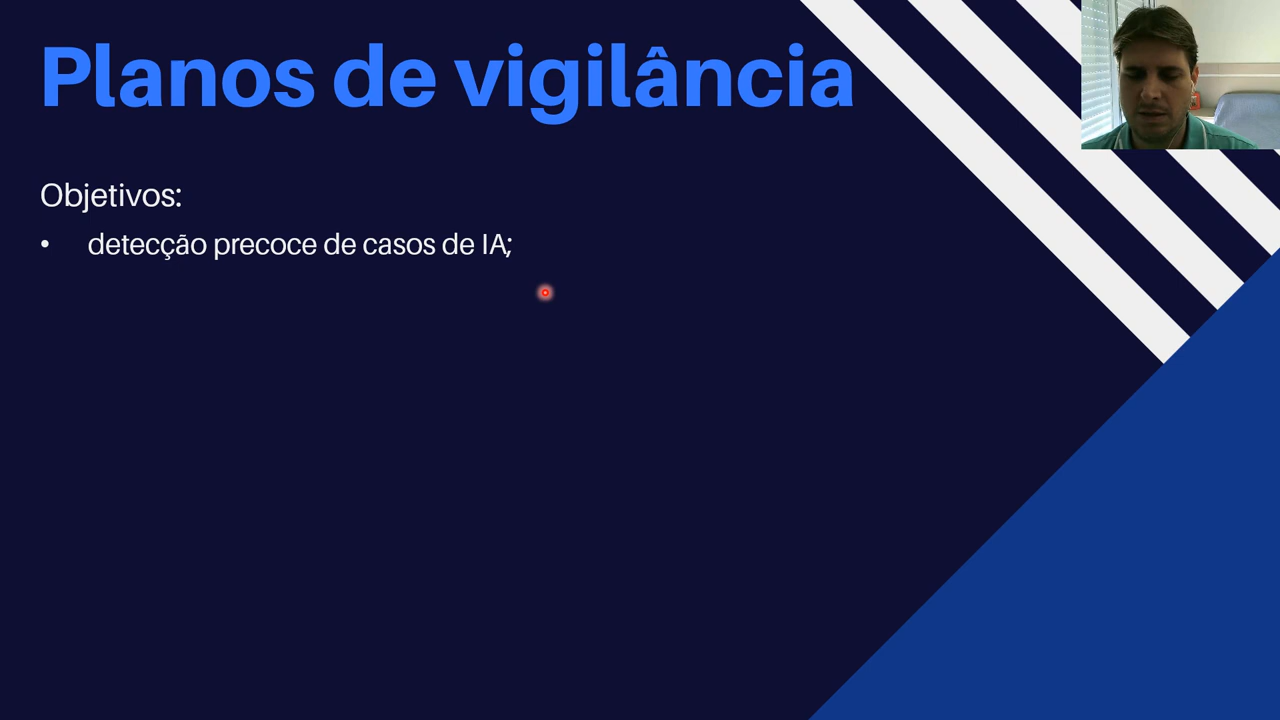 Planos de vigilância
Objetivos:
• detecção precoce de casos de IA;